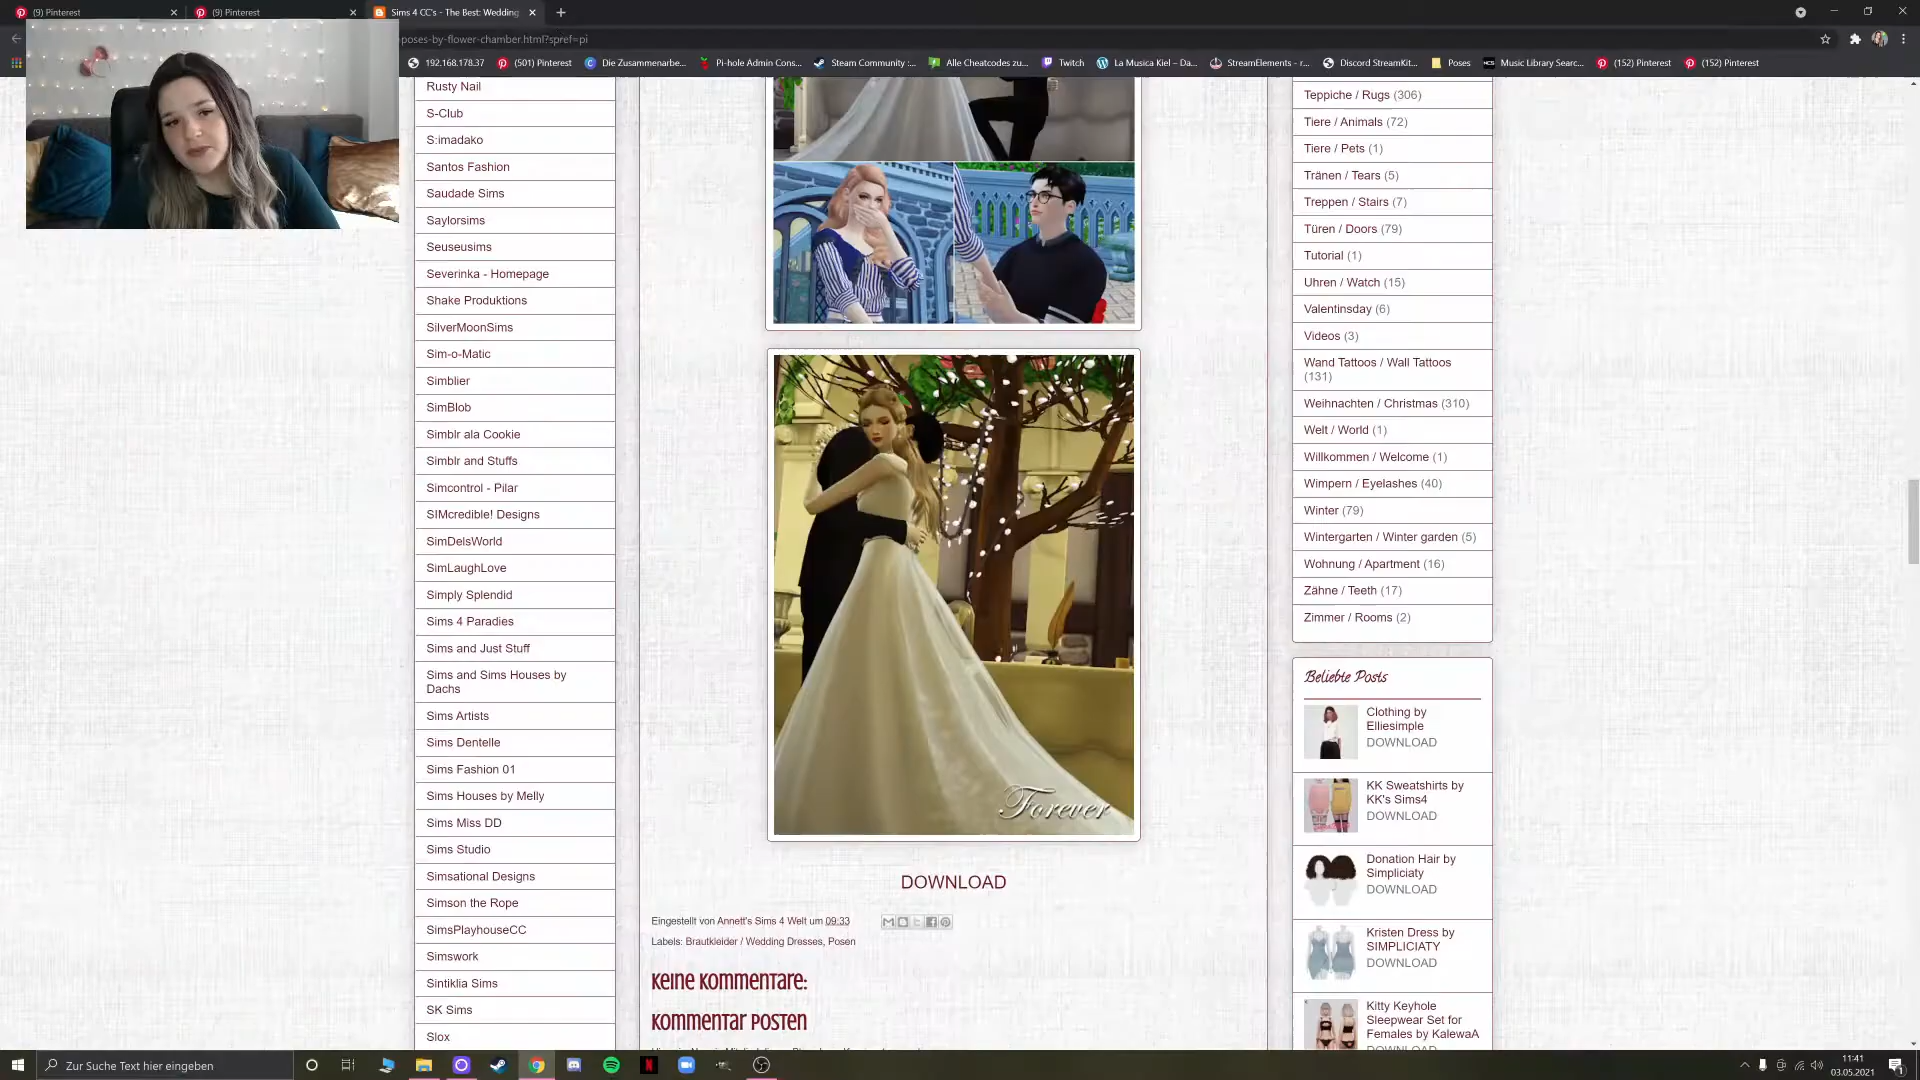 (9) Pinterest
(9) Pinterest
Sims 4 CC's - The Best: Wedding
poses-by-flower-chamber.html?spref=pi
192.168.178.37
(501) Pinterest
Die Zusammenarbe...
Pi-hole Admin Cons...
Steam Community :...
Alle Cheatcodes zu...
Twitch
La Musica Kiel – Da...
StreamElements - r...
Discord StreamKit...
Poses
Music Library Searc...
(152) Pinterest
(152) Pinterest
Rusty Nail
S-Club
S:imadako
Santos Fashion
Saudade Sims
Saylorsims
Seuseusims
Severinka - Homepage
Shake Produktions
SilverMoonSims
Sim-o-Matic
Simblier
SimBlob
Simblr ala Cookie
Simblr and Stuffs
Simcontrol - Pilar
SIMcredible! Designs
SimDelsWorld
SimLaughLove
Simply Splendid
Sims 4 Paradies
Sims and Just Stuff
Sims and Sims Houses by
Dachs
Sims Artists
Sims Dentelle
Sims Fashion 01
Sims Houses by Melly
Sims Miss DD
Sims Studio
Simsational Designs
Simson the Rope
SimsPlayhouseCC
Simswork
Sintiklia Sims
SK Sims
Slox
Forever
DOWNLOAD
Eingestellt von Annett's Sims 4 Welt um 09:33
Labels: Brautkleider / Wedding Dresses, Posen
Keine Kommentare:
Kommentar posten
Teppiche / Rugs (306)
Tiere / Animals (72)
Tiere / Pets (1)
Tränen / Tears (5)
Treppen / Stairs (7)
Türen / Doors (79)
Tutorial (1)
Uhren / Watch (15)
Valentinsday (6)
Videos (3)
Wand Tattoos / Wall Tattoos
(131)
Weihnachten / Christmas (310)
Welt / World (1)
Willkommen / Welcome (1)
Wimpern / Eyelashes (40)
Winter (79)
Wintergarten / Winter garden (5)
Wohnung / Apartment (16)
Zähne / Teeth (17)
Zimmer / Rooms (2)
Beliebte Posts
Clothing by
Elliesimple
DOWNLOAD
KK Sweatshirts by
KK's Sims4
DOWNLOAD
Donation Hair by
Simpliciaty
DOWNLOAD
Kristen Dress by
SIMPLICIATY
DOWNLOAD
Kitty Keyhole
Sleepwear Set for
Females by KalewaA
Zur Suche Text hier eingeben
11:41
03.05.2021